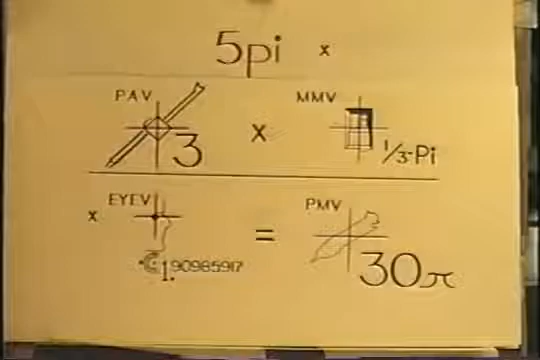 5pi x
PAV MMV
3 x 1/3-Pi
EYEV PMV
x 1.90985917 = 30π